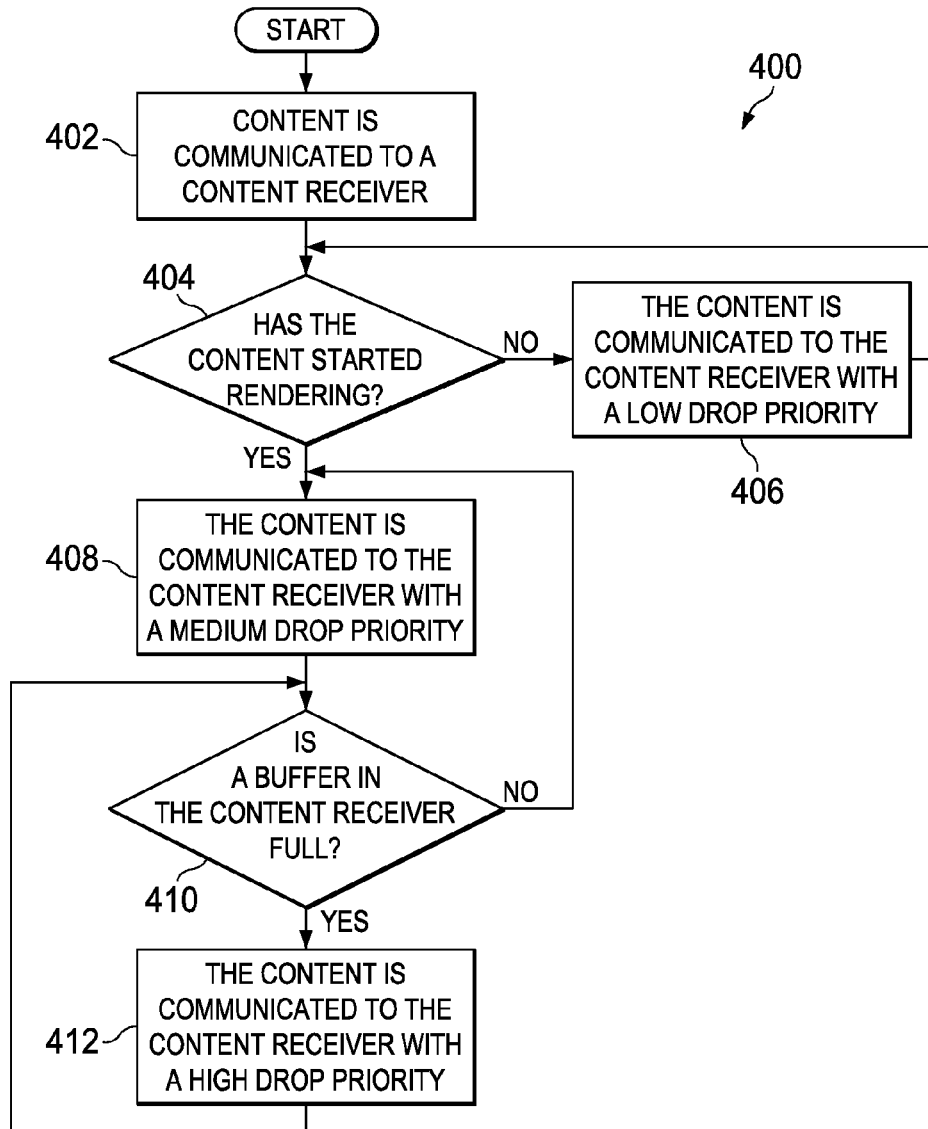 START
400
402
CONTENT IS
COMMUNICATED TO A
CONTENT RECEIVER
404
HAS THE
CONTENT STARTED
RENDERING?
NO
THE CONTENT IS
COMMUNICATED TO THE
CONTENT RECEIVER WITH
A LOW DROP PRIORITY
406
YES
408
THE CONTENT IS
COMMUNICATED TO THE
CONTENT RECEIVER WITH
A MEDIUM DROP PRIORITY
IS
A BUFFER IN
THE CONTENT RECEIVER
FULL?
NO
410
YES
412
THE CONTENT IS
COMMUNICATED TO THE
CONTENT RECEIVER WITH
A HIGH DROP PRIORITY